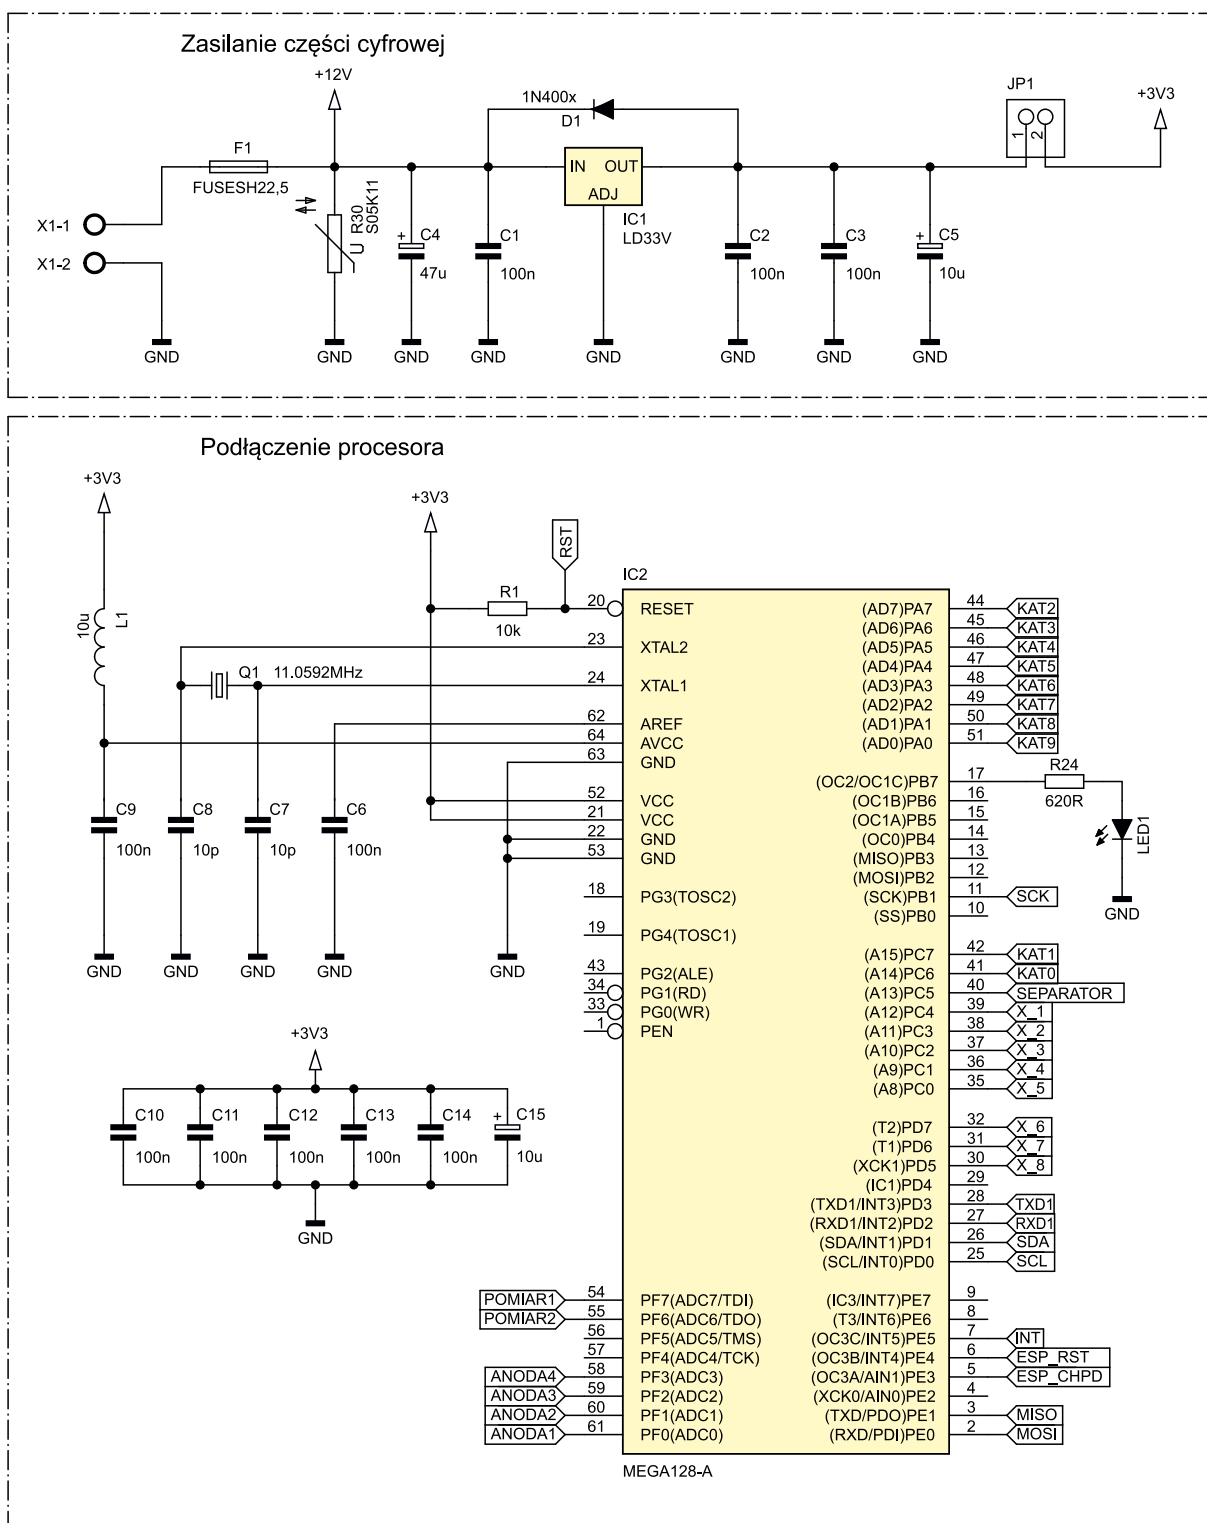 Zasilanie części cyfrowej
+12V
1N400x
D1
JP1
+3V3
1
2
F1
FUSESH22,5
IN OUT
ADJ
X1-1
X1-2
U
R30
S05K11
+
C4
47u
C1
100n
IC1
LD33V
C2
100n
C3
100n
+
C5
10u
GND
GND
GND
GND
GND
GND
GND
GND
Podłączenie procesora
+3V3
+3V3
RST
IC2
10u
L1
R1
10k
Q1 11.0592MHz
C9
100n
C8
10p
C7
10p
C6
100n
GND
GND
GND
GND
GND
20 RESET
23 XTAL2
24 XTAL1
62 AREF
64 AVCC
63 GND
52 VCC
21 VCC
22 GND
53 GND
18 PG3(TOSC2)
19 PG4(TOSC1)
43 PG2(ALE)
34 PG1(RD)
33 PG0(WR)
1 PEN
(AD7)PA7 44 KAT2
(AD6)PA6 45 KAT3
(AD5)PA5 46 KAT4
(AD4)PA4 47 KAT5
(AD3)PA3 48 KAT6
(AD2)PA2 49 KAT7
(AD1)PA1 50 KAT8
(AD0)PA0 51 KAT9
(OC2/OC1C)PB7 17
R24
620R
LED1
GND
(OC1B)PB6 16
(OC1A)PB5 15
(OC0)PB4 14
(MISO)PB3 13
(MOSI)PB2 12
(SCK)PB1 11 SCK
(SS)PB0 10
(A15)PC7 42 KAT1
(A14)PC6 41 KAT0
(A13)PC5 40 SEPARATOR
(A12)PC4 39 X_1
(A11)PC3 38 X_2
(A10)PC2 37 X_3
(A9)PC1 36 X_4
(A8)PC0 35 X_5
(T2)PD7 32 X_6
(T1)PD6 31 X_7
(XCK1)PD5 30 X_8
(IC1)PD4 29
(TXD1/INT3)PD3 28 TXD1
(RXD1/INT2)PD2 27 RXD1
(SDA/INT1)PD1 26 SDA
(SCL/INT0)PD0 25 SCL
+3V3
C10
100n
C11
100n
C12
100n
C13
100n
C14
100n
+
C15
10u
GND
POMIAR1 54 PF7(ADC7/TDI)
POMIAR2 55 PF6(ADC6/TDO)
56 PF5(ADC5/TMS)
57 PF4(ADC4/TCK)
ANODA4 58 PF3(ADC3)
ANODA3 59 PF2(ADC2)
ANODA2 60 PF1(ADC1)
ANODA1 61 PF0(ADC0)
(IC3/INT7)PE7 9
(T3/INT6)PE6 8
(OC3C/INT5)PE5 7 INT
(OC3B/INT4)PE4 6 ESP_RST
(OC3A/AIN1)PE3 5 ESP_CHPD
(XCK0/AIN0)PE2 4
(TXD/PDO)PE1 3 MISO
(RXD/PDI)PE0 2 MOSI
MEGA128-A